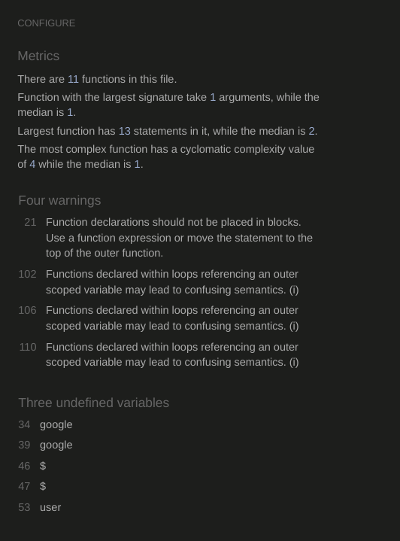 CONFIGURE
Metrics
There are 11 functions in this file.
Function with the largest signature take 1 arguments, while the
median is 1.
Largest function has 13 statements in it, while the median is 2.
The most complex function has a cyclomatic complexity value
of 4 while the median is 1.
Four warnings
21 Function declarations should not be placed in blocks.
Use a function expression or move the statement to the
top of the outer function.
102 Functions declared within loops referencing an outer
scoped variable may lead to confusing semantics. (i)
106 Functions declared within loops referencing an outer
scoped variable may lead to confusing semantics. (i)
110 Functions declared within loops referencing an outer
scoped variable may lead to confusing semantics. (i)
Three undefined variables
34 google
39 google
46 $
47 $
53 user